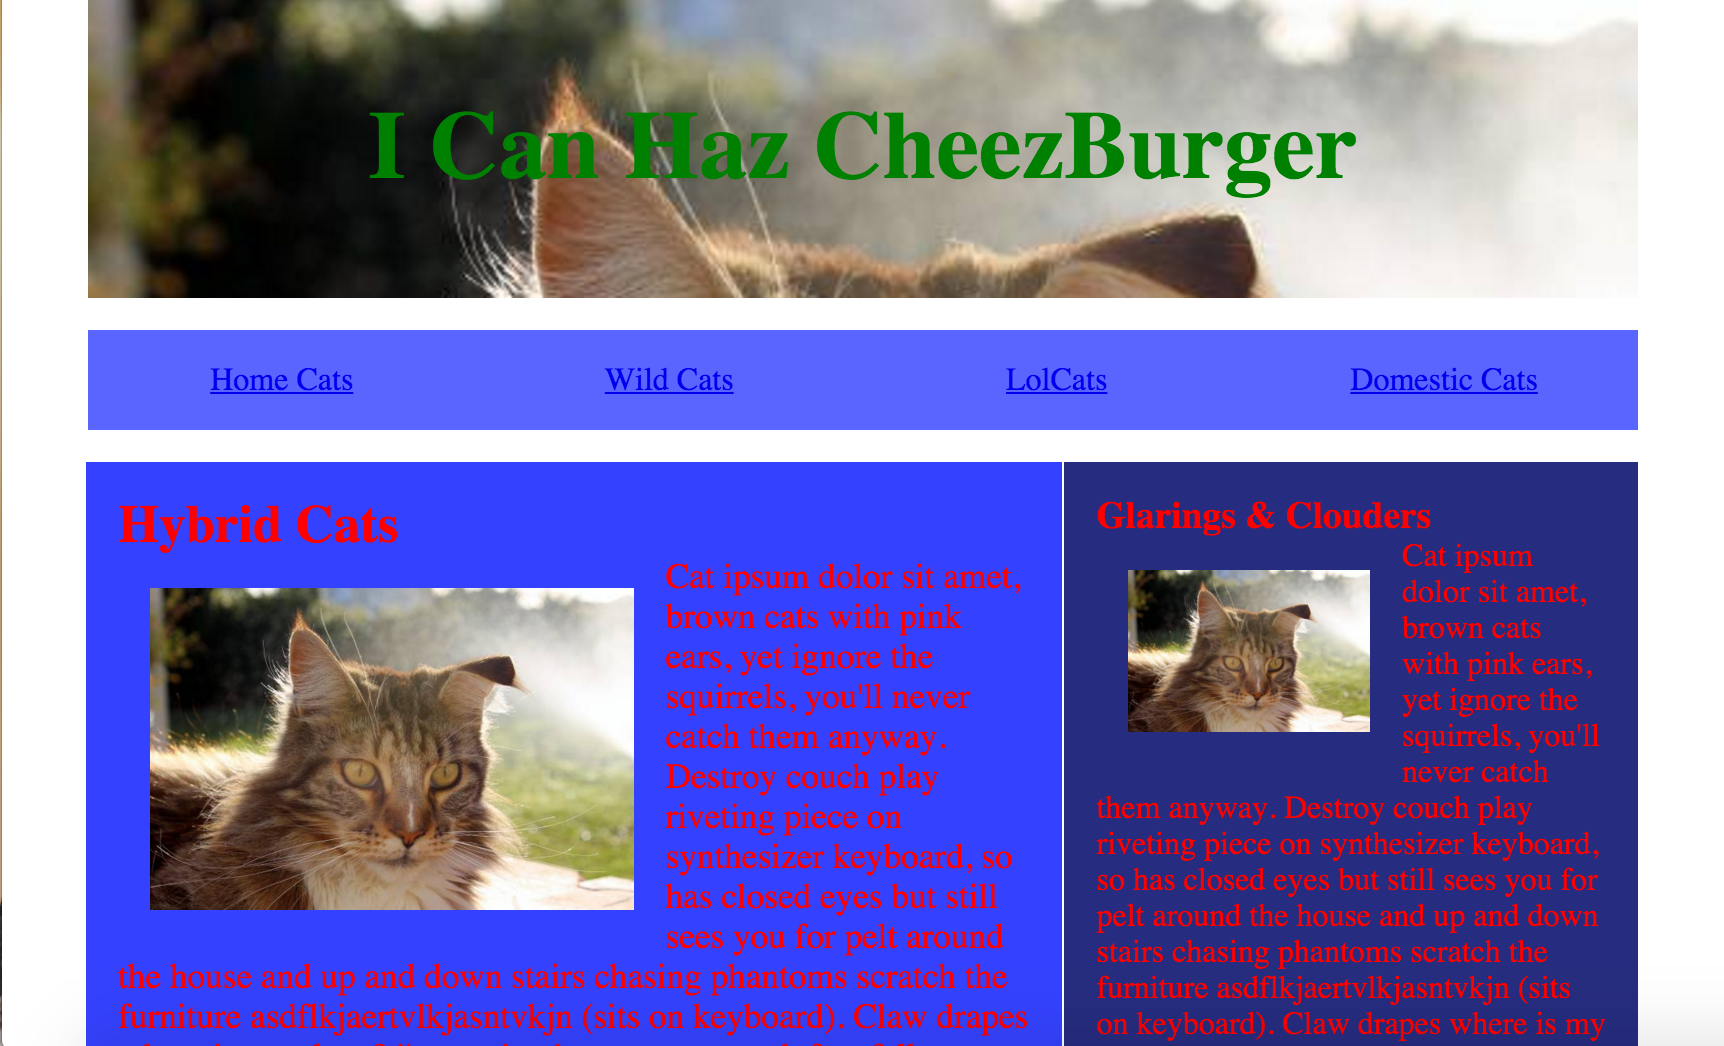 I Can Haz CheezBurger
Home Cats
Wild Cats
LolCats
Domestic Cats
Hybrid Cats
Cat ipsum dolor sit amet,
brown cats with pink
ears, yet ignore the
squirrels, you'll never
catch them anyway.
Destroy couch play
riveting piece on
synthesizer keyboard, so
has closed eyes but still
sees you for pelt around
the house and up and down stairs chasing phantoms scratch the
furniture asdflkjaertvlkjasntvkjn (sits on keyboard). Claw drapes
Glarings & Clouders
Cat ipsum
dolor sit amet,
brown cats
with pink ears,
yet ignore the
squirrels, you'll
never catch
them anyway. Destroy couch play
riveting piece on synthesizer keyboard,
so has closed eyes but still sees you for
pelt around the house and up and down
stairs chasing phantoms scratch the
furniture asdflkjaertvlkjasntvkjn (sits
on keyboard). Claw drapes where is my